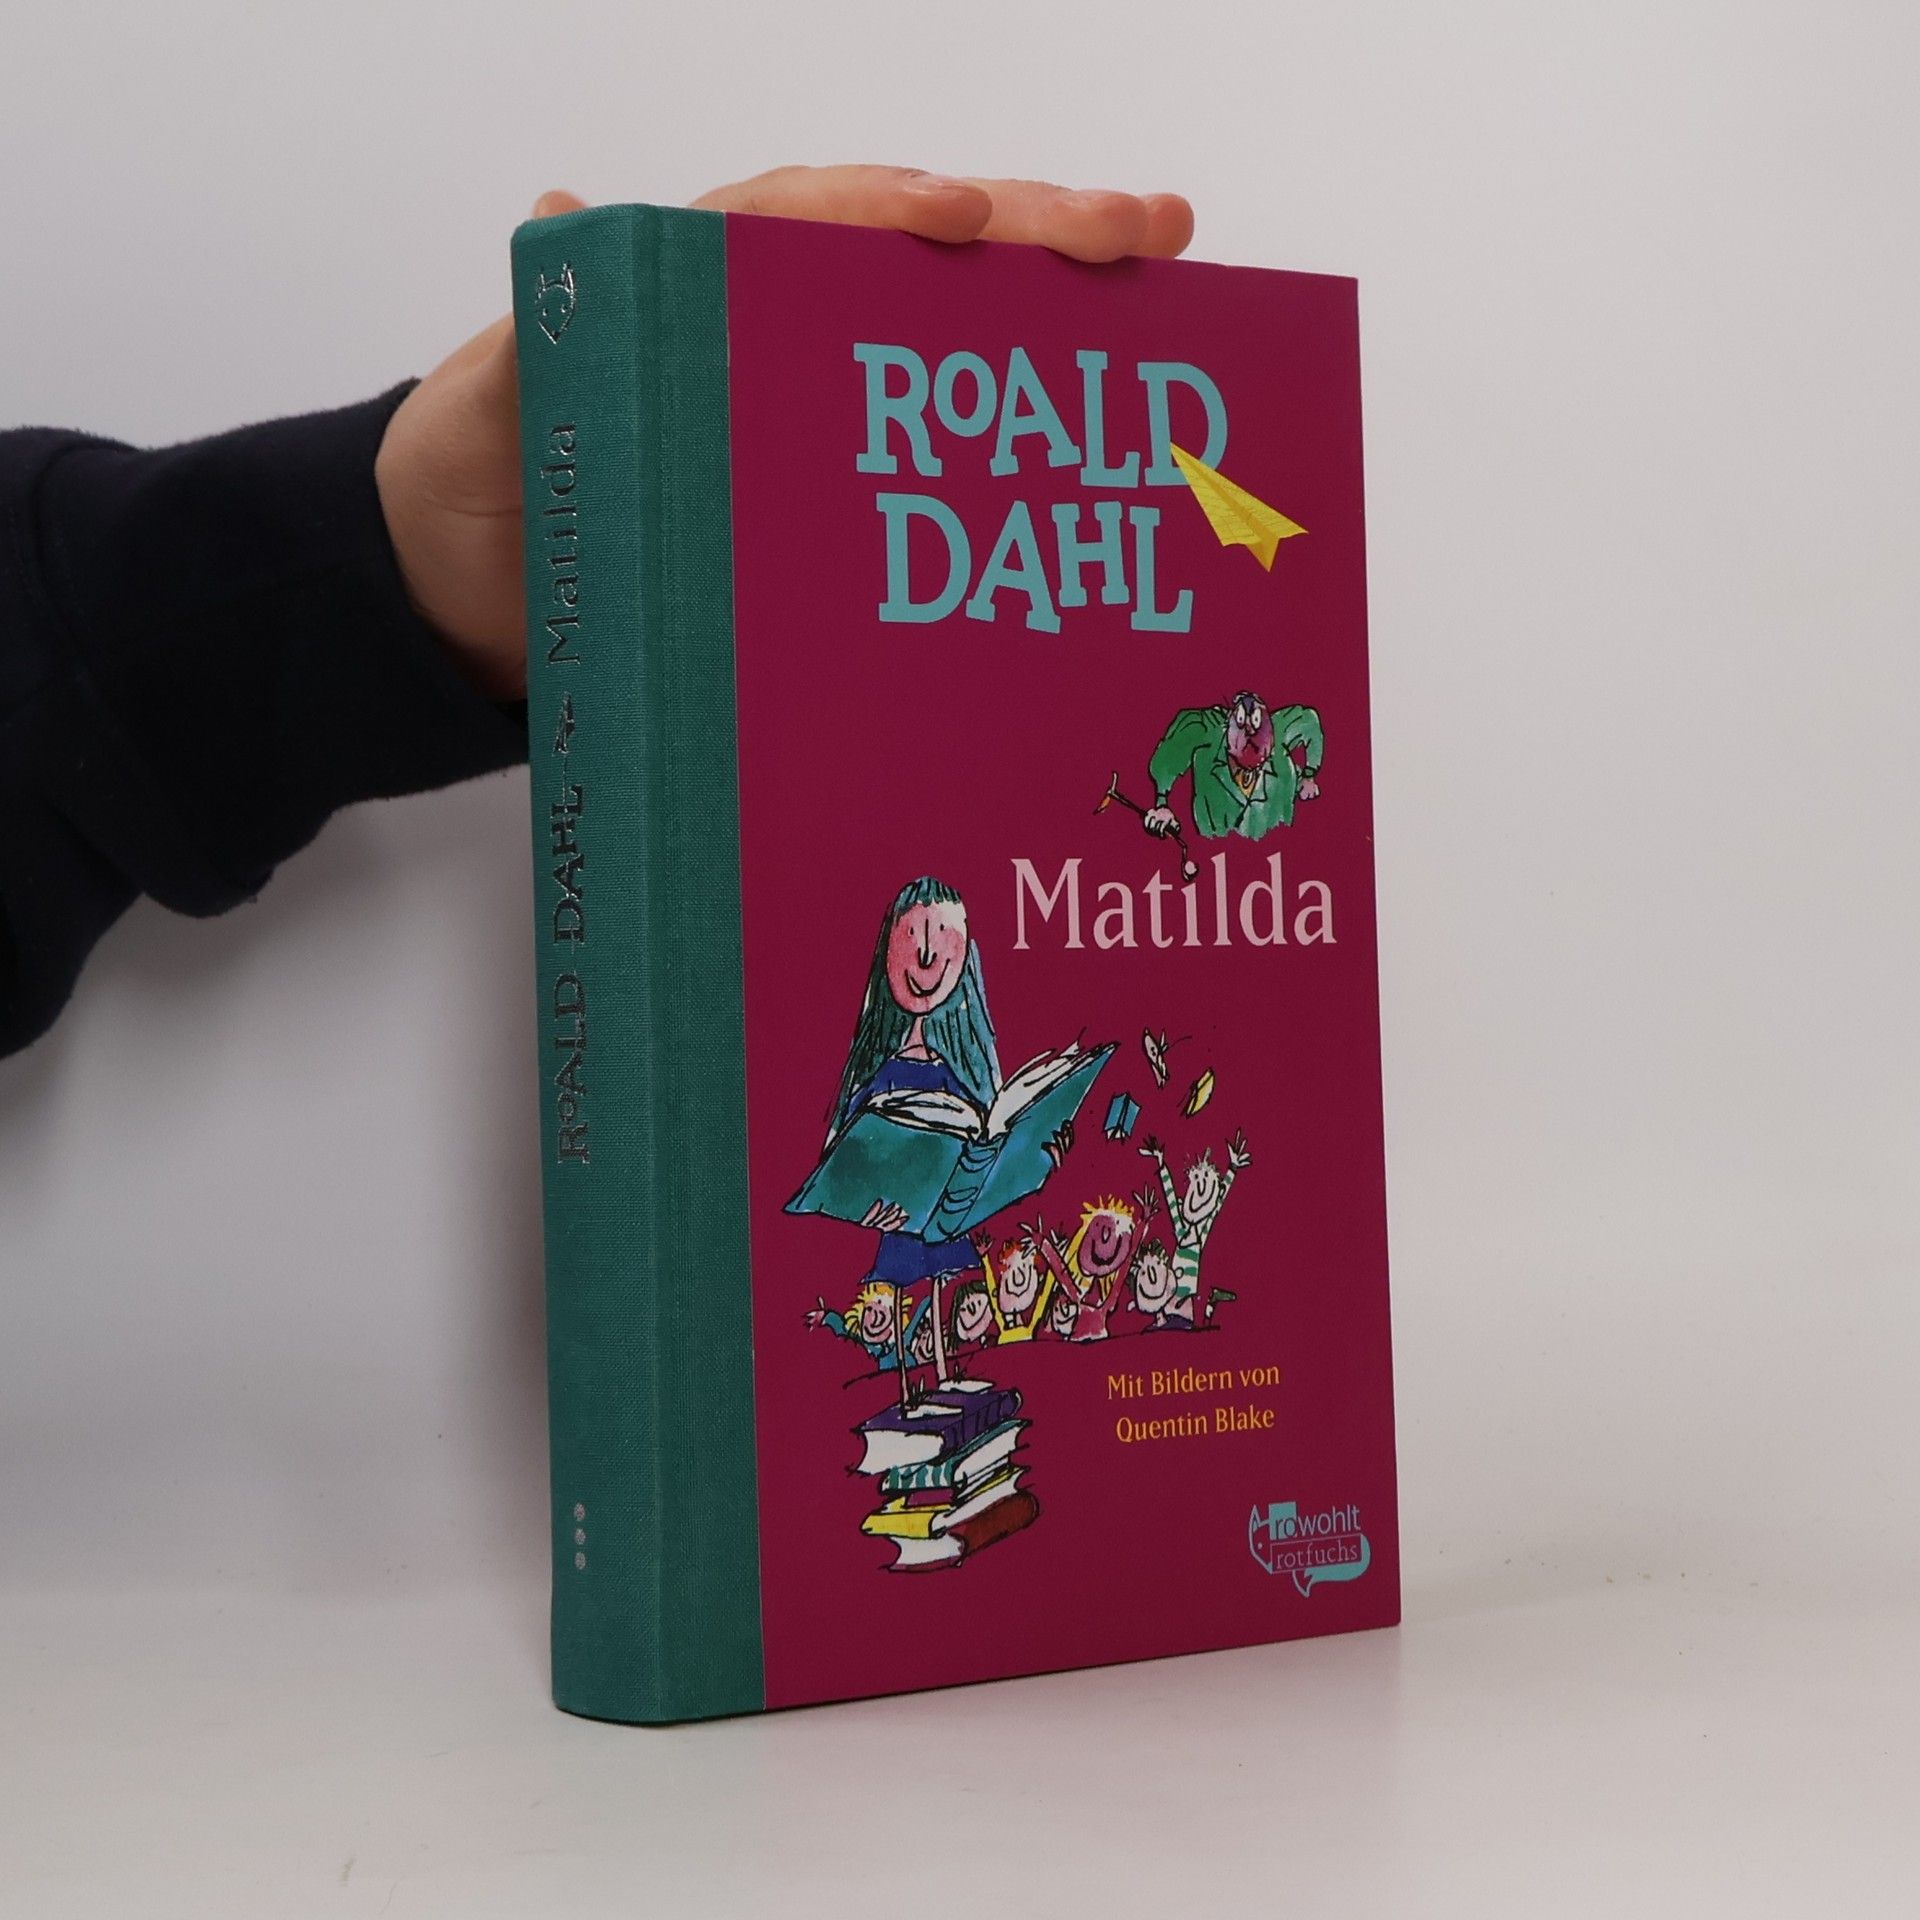 ROALD DAHL Matilda
ROALD
DAHL
Matilda
Mit Bildern von
Quentin Blake
rowohlt
rotfuchs